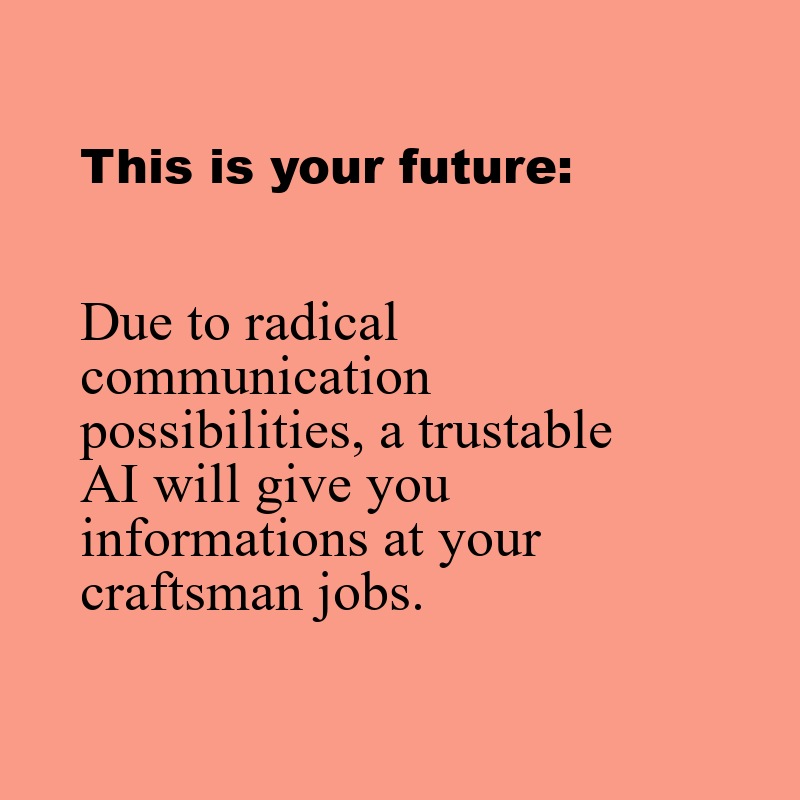 This is your future:
Due to radical
communication
possibilities, a trustable
AI will give you
informations at your
craftsman jobs.